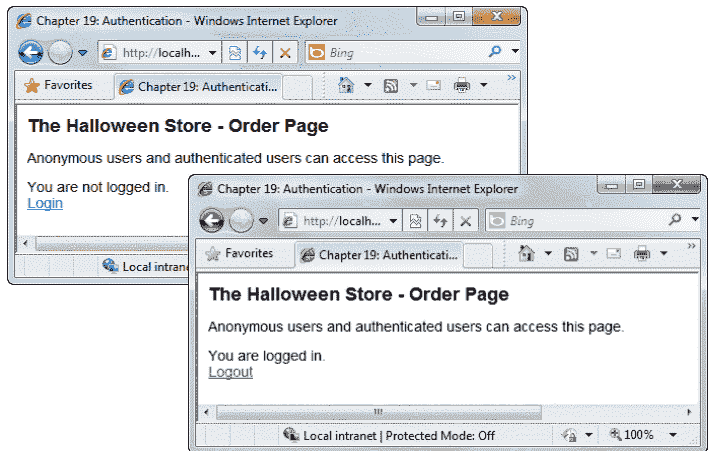 Chapter 19: Authentication - Windows Internet Explorer
http://localh...
Bing
Favorites
Chapter 19: Authenticati...
The Halloween Store - Order Page
Anonymous users and authenticated users can access this page.
You are not logged in.
Login
Local intrane
Chapter 19: Authentication - Windows Internet Explorer
http://localh...
Bing
Favorites
Chapter 19: Authenticati...
The Halloween Store - Order Page
Anonymous users and authenticated users can access this page.
You are logged in.
Logout
Local intranet | Protected Mode: Off
100%